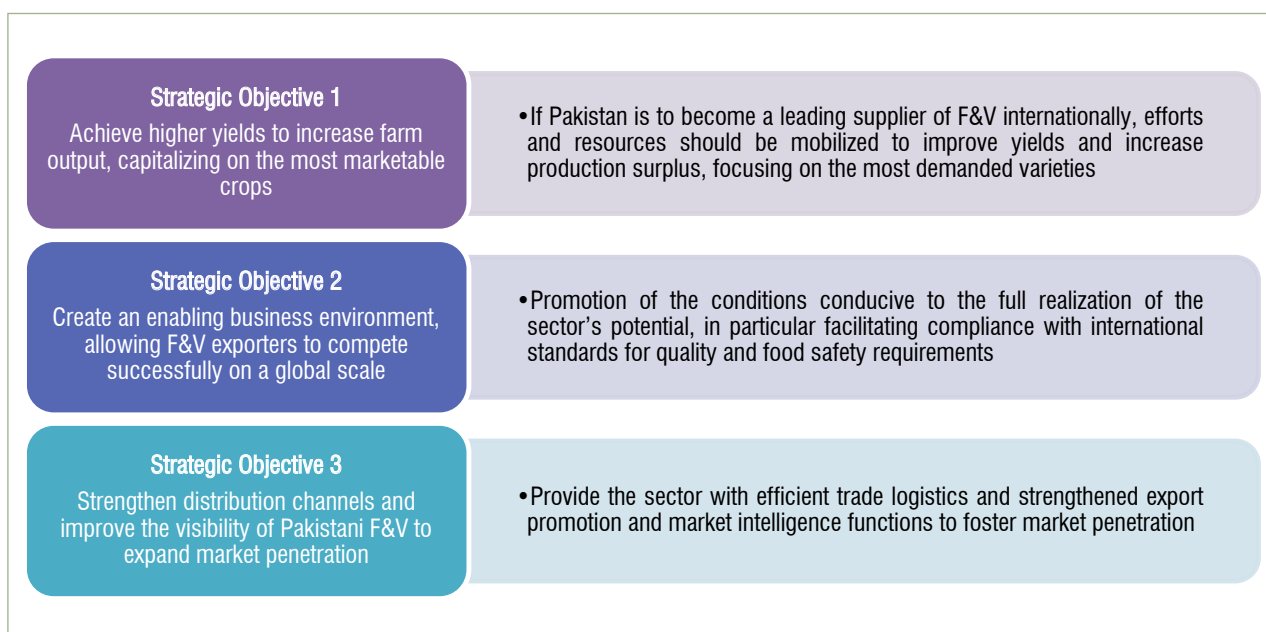 Strategic Objective 1
Achieve higher yields to increase farm
output, capitalizing on the most marketable
crops
•If Pakistan is to become a leading supplier of F&V internationally, efforts
and resources should be mobilized to improve yields and increase
production surplus, focusing on the most demanded varieties
Strategic Objective 2
Create an enabling business environment,
allowing F&V exporters to compete
successfully on a global scale
•Promotion of the conditions conducive to the full realization of the
sector’s potential, in particular facilitating compliance with international
standards for quality and food safety requirements
Strategic Objective 3
Strengthen distribution channels and
improve the visibility of Pakistani F&V to
expand market penetration
•Provide the sector with efficient trade logistics and strengthened export
promotion and market intelligence functions to foster market penetration